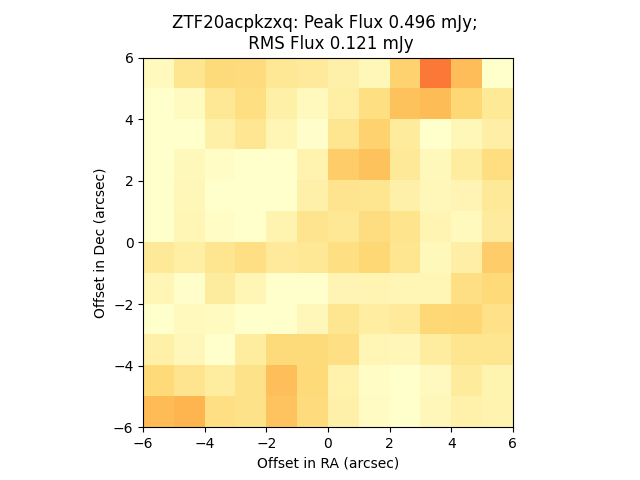 ZTF20acpkzxq: Peak Flux 0.496 mJy;
RMS Flux 0.121 mJy
6
4
2
0
−2
−4
−6
Offset in Dec (arcsec)
−6 −4 −2 0 2 4 6
Offset in RA (arcsec)